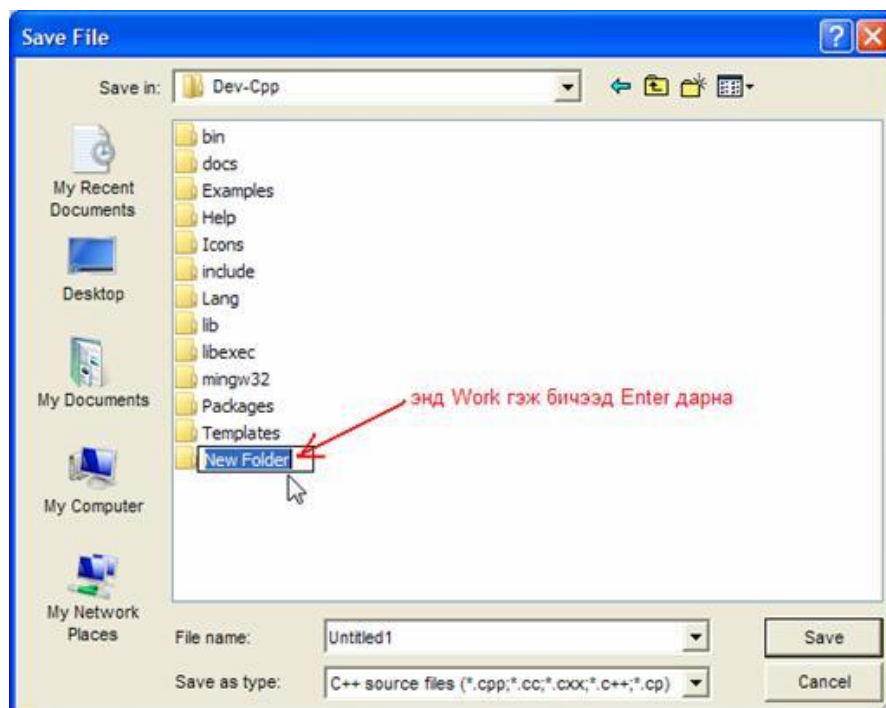 Save File
Save in:
Dev-Cpp
My Recent
Documents
Desktop
My Documents
My Computer
My Network
Places
bin
docs
Examples
Help
Icons
include
Lang
lib
libexec
mingw32
Packages
Templates
New Folder
энд Work гэж бичээд Enter дарна
File name:
Untitled1
Save
Save as type:
C++ source files (*.cpp;*.cc;*.cxx;*.c++;*.cp)
Cancel